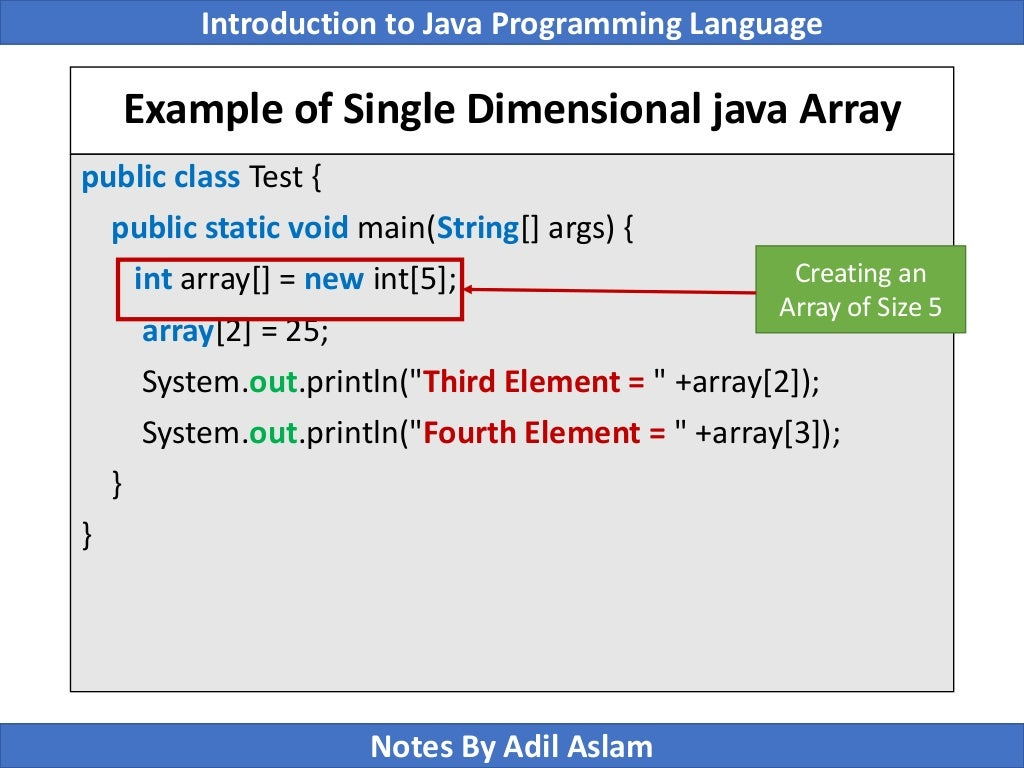 Introduction to Java Programming Language
Example of Single Dimensional java Array
public class Test {
public static void main(String[] args) {
int array[] = new int[5];
Creating an
Array of Size 5
array[2] = 25;
System.out.println("Third Element = " +array[2]);
System.out.println("Fourth Element = " +array[3]);
}
}
Notes By Adil Aslam